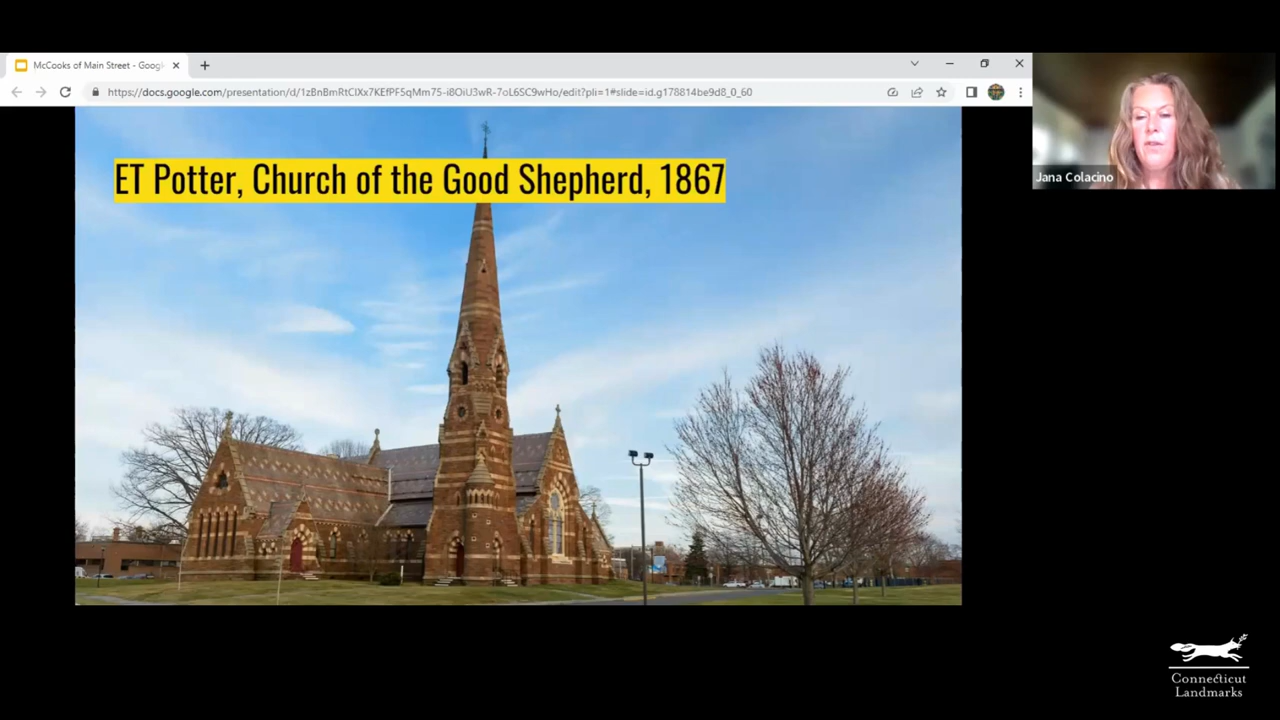 McCooks of Main Street - Googl
https://docs.google.com/presentation/d/1zBnBmRtClXx7KEfPF5qMm75-i8OiU3wR-7oL6SC9wHo/edit?pli=1#slide=id.g178814be9d8_0_60
ET Potter, Church of the Good Shepherd, 1867
Jana Colacino
Connecticut
Landmarks